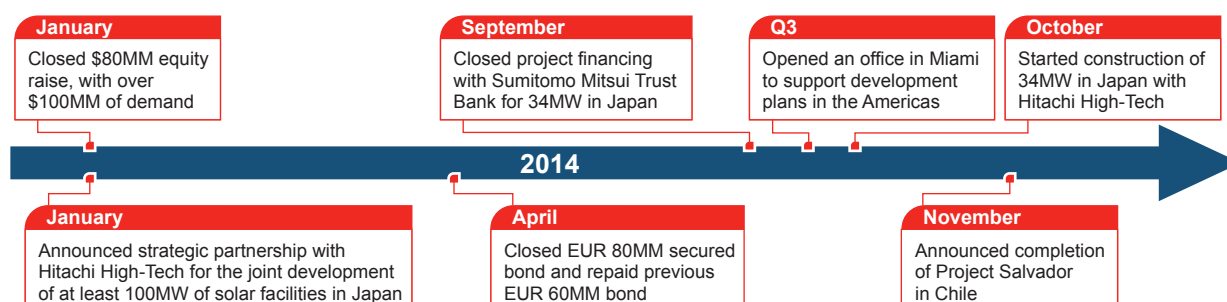 January
Closed $80MM equity
raise, with over
$100MM of demand
September
Closed project financing
with Sumitomo Mitsui Trust
Bank for 34MW in Japan
Q3
Opened an office in Miami
to support development
plans in the Americas
October
Started construction of
34MW in Japan with
Hitachi High-Tech
2014
January
Announced strategic partnership with
Hitachi High-Tech for the joint development
of at least 100MW of solar facilities in Japan
April
Closed EUR 80MM secured
bond and repaid previous
EUR 60MM bond
November
Announced completion
of Project Salvador
in Chile